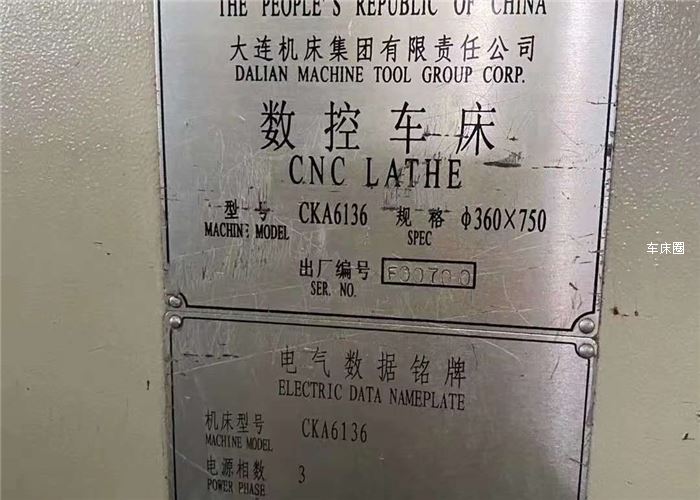 THE PEOPLE'S REPUBLIC OF CHINA
大连机床集团有限责任公司
DALIAN MACHINE TOOL GROUP CORP.
数控车床
CNC LATHE
型号 CKA6136 规格 φ360×750
MACHINE MODEL SPEC
出厂编号
SER. NO.
车床圈
电气数据铭牌
ELECTRIC DATA NAMEPLATE
机床型号 CKA6136
MACHINE MODEL
电源相数 3
POWER PHASE